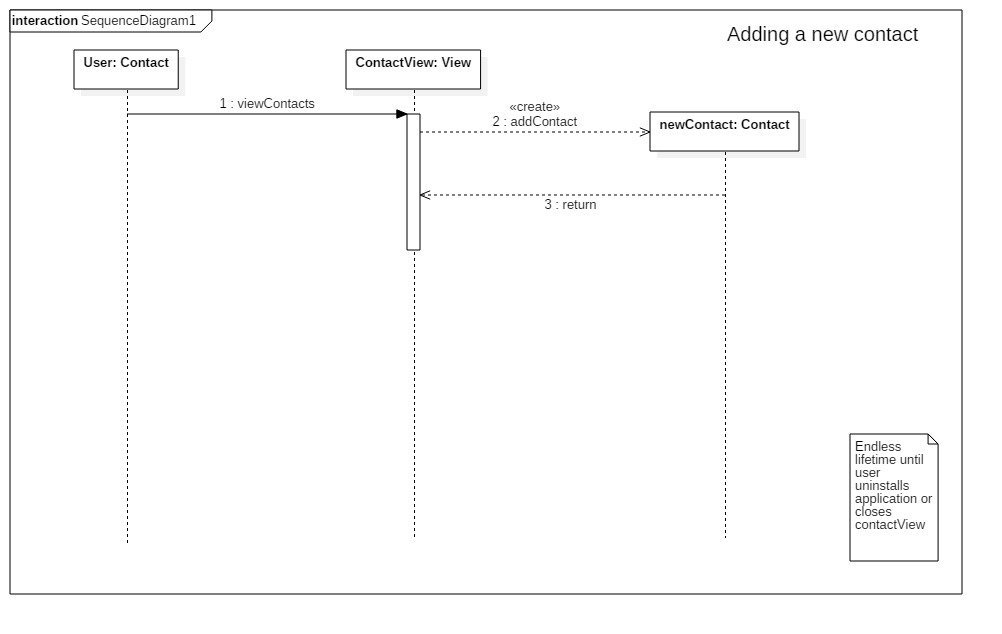 interaction SequenceDiagram1
Adding a new contact
User: Contact
ContactView: View
1 : viewContacts
«create»
2 : addContact
newContact: Contact
3 : return
Endless
lifetime until
user
uninstalls
application or
closes
contactView